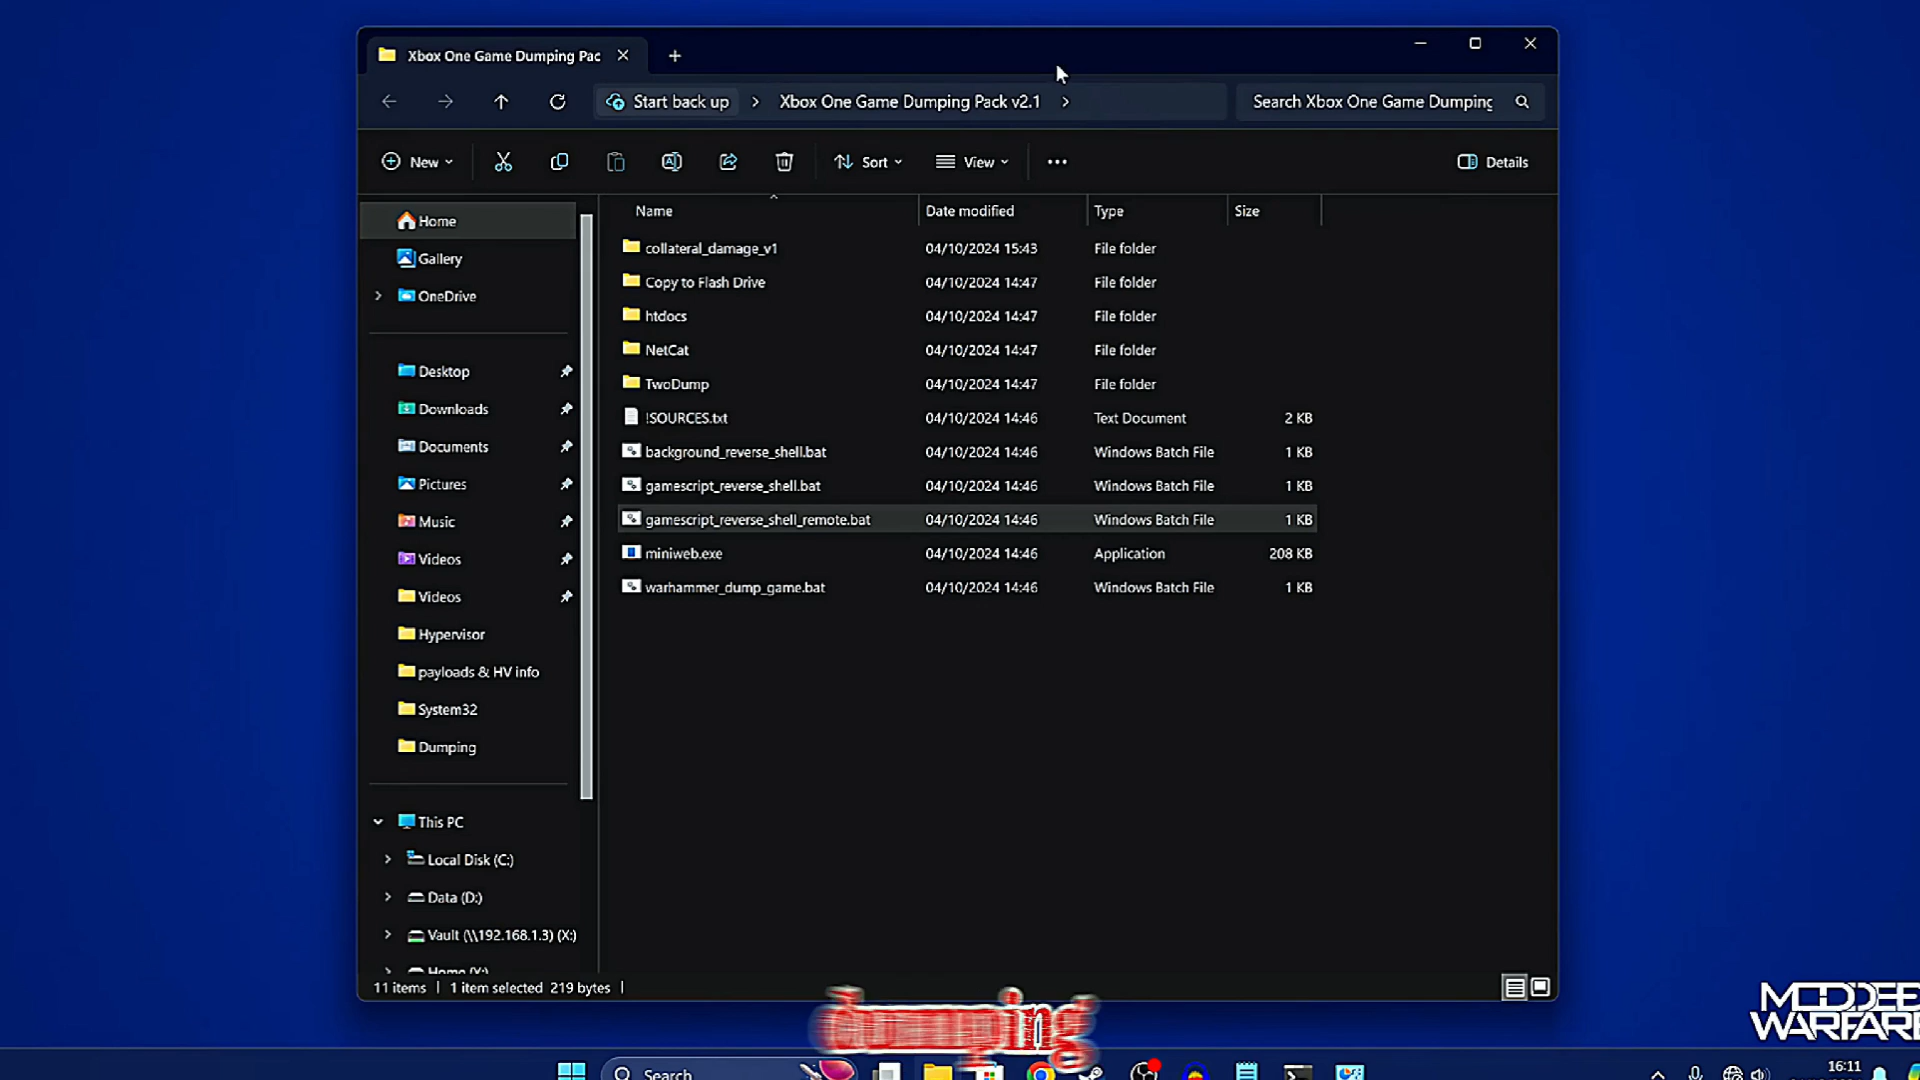 Xbox One Game Dumping Pac
Start back up > Xbox One Game Dumping Pack v2.1 >
Search Xbox One Game Dumping
New
Sort
View
Details
Name
Date modified
Type
Size
Home
Gallery
OneDrive
Desktop
Downloads
Documents
Pictures
Music
Videos
Videos
Hypervisor
payloads & HV info
System32
Dumping
This PC
Local Disk (C:)
Data (D:)
Vault (\\192.168.1.3) (X:)
Home (Y:)
collateral_damage_v1 04/10/2024 15:43 File folder
Copy to Flash Drive 04/10/2024 14:47 File folder
htdocs 04/10/2024 14:47 File folder
NetCat 04/10/2024 14:47 File folder
TwoDump 04/10/2024 14:47 File folder
!SOURCES.txt 04/10/2024 14:46 Text Document 2 KB
background_reverse_shell.bat 04/10/2024 14:46 Windows Batch File 1 KB
gamescript_reverse_shell.bat 04/10/2024 14:46 Windows Batch File 1 KB
gamescript_reverse_shell_remote.bat 04/10/2024 14:46 Windows Batch File 1 KB
miniweb.exe 04/10/2024 14:46 Application 208 KB
warhammer_dump_game.bat 04/10/2024 14:46 Windows Batch File 1 KB
11 items | 1 item selected 219 bytes |
dumping
MODDED
WARFARE
Search
16:11